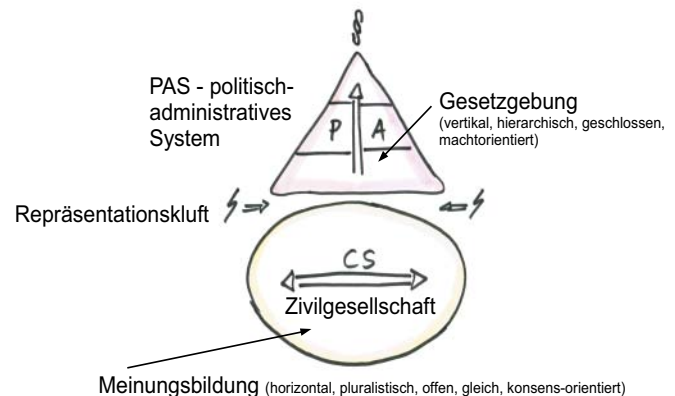 PAS - politisch-
administratives
System
P A
Gesetzgebung
(vertikal, hierarchisch, geschlossen,
machtorientiert)
Repräsentationskluft
CS
Zivilgesellschaft
Meinungsbildung (horizontal, pluralistisch, offen, gleich, konsens-orientiert)